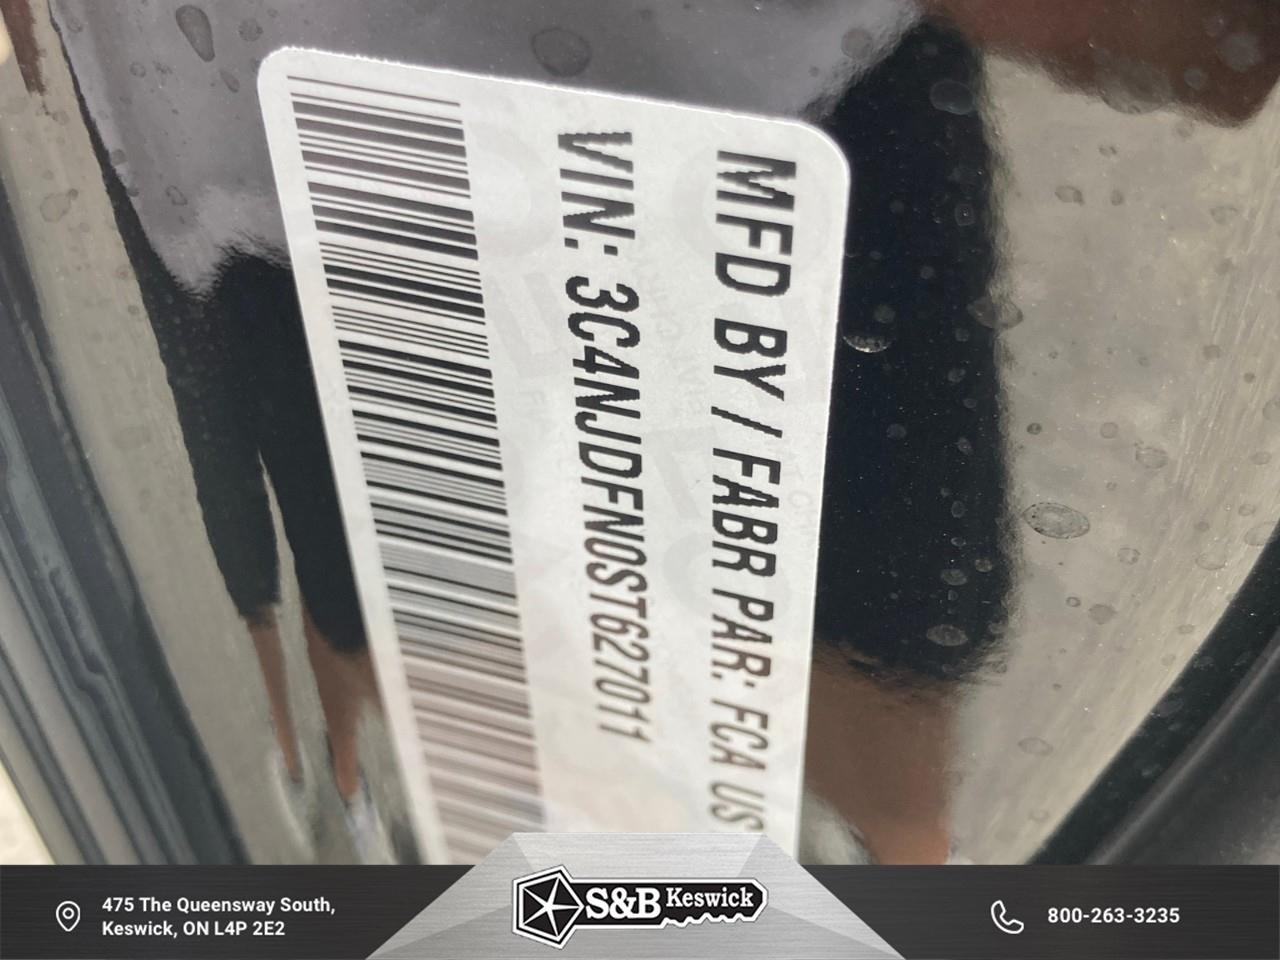 MFD BY / FABR PAR: FCA US
VIN: 3C4NJDFN0ST627011
475 The Queensway South,
Keswick, ON L4P 2E2
S&B Keswick
800-263-3235